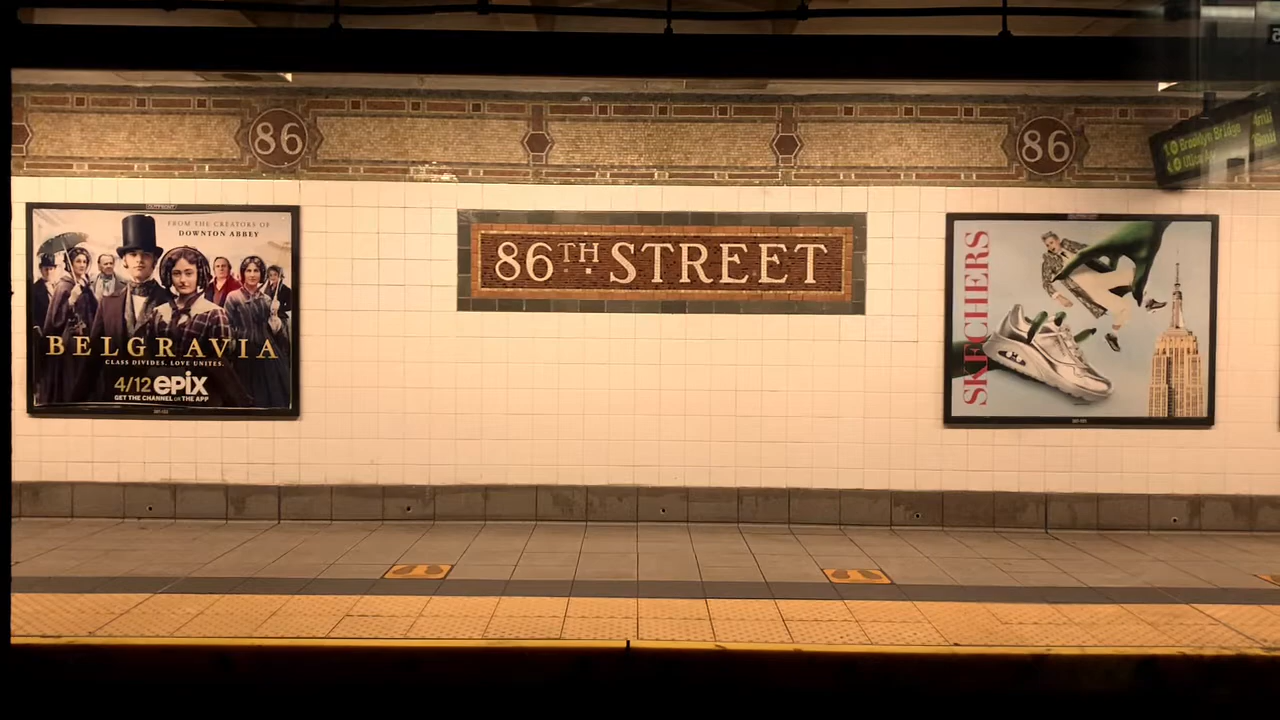 86
86
Brooklyn Bridge
OUTFRONT
FROM THE CREATORS OF
DOWNTON ABBEY
BELGRAVIA
CLASS DIVIDES. LOVE UNITES.
4/12 epix
GET THE CHANNEL OR THE APP
86TH STREET
SKECHERS